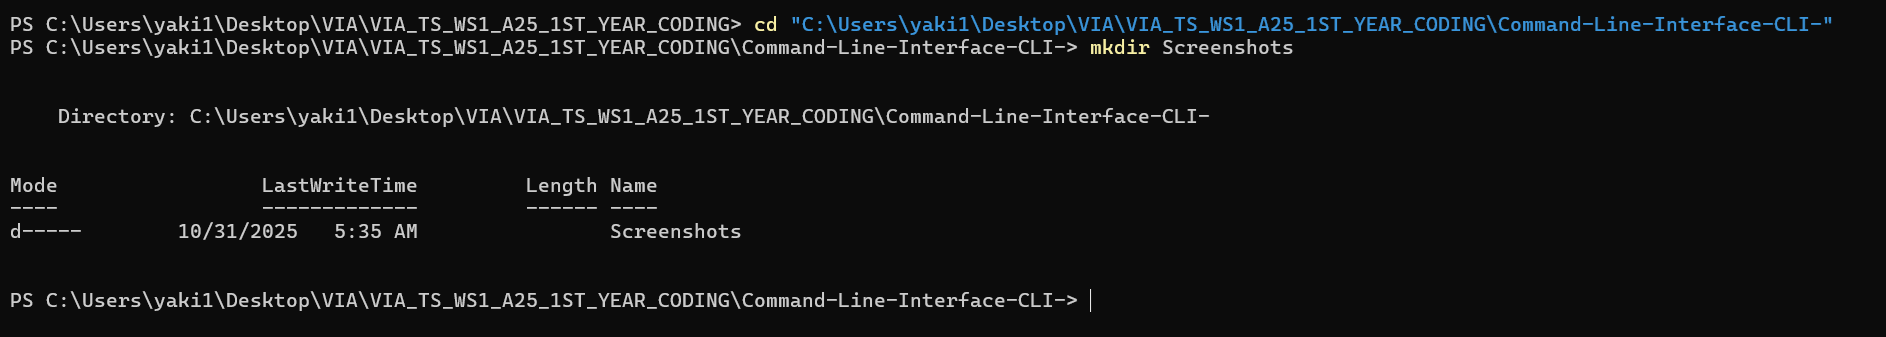 PS C:\Users\yaki1\Desktop\VIA\VIA_TS_WS1_A25_1ST_YEAR_CODING> cd "C:\Users\yaki1\Desktop\VIA\VIA_TS_WS1_A25_1ST_YEAR_CODING\Command-Line-Interface-CLI-"
PS C:\Users\yaki1\Desktop\VIA\VIA_TS_WS1_A25_1ST_YEAR_CODING\Command-Line-Interface-CLI-> mkdir Screenshots
    Directory: C:\Users\yaki1\Desktop\VIA\VIA_TS_WS1_A25_1ST_YEAR_CODING\Command-Line-Interface-CLI-
Mode                 LastWriteTime         Length Name
----                 -------------         ------ ----
d-----        10/31/2025   5:35 AM                Screenshots
PS C:\Users\yaki1\Desktop\VIA\VIA_TS_WS1_A25_1ST_YEAR_CODING\Command-Line-Interface-CLI->